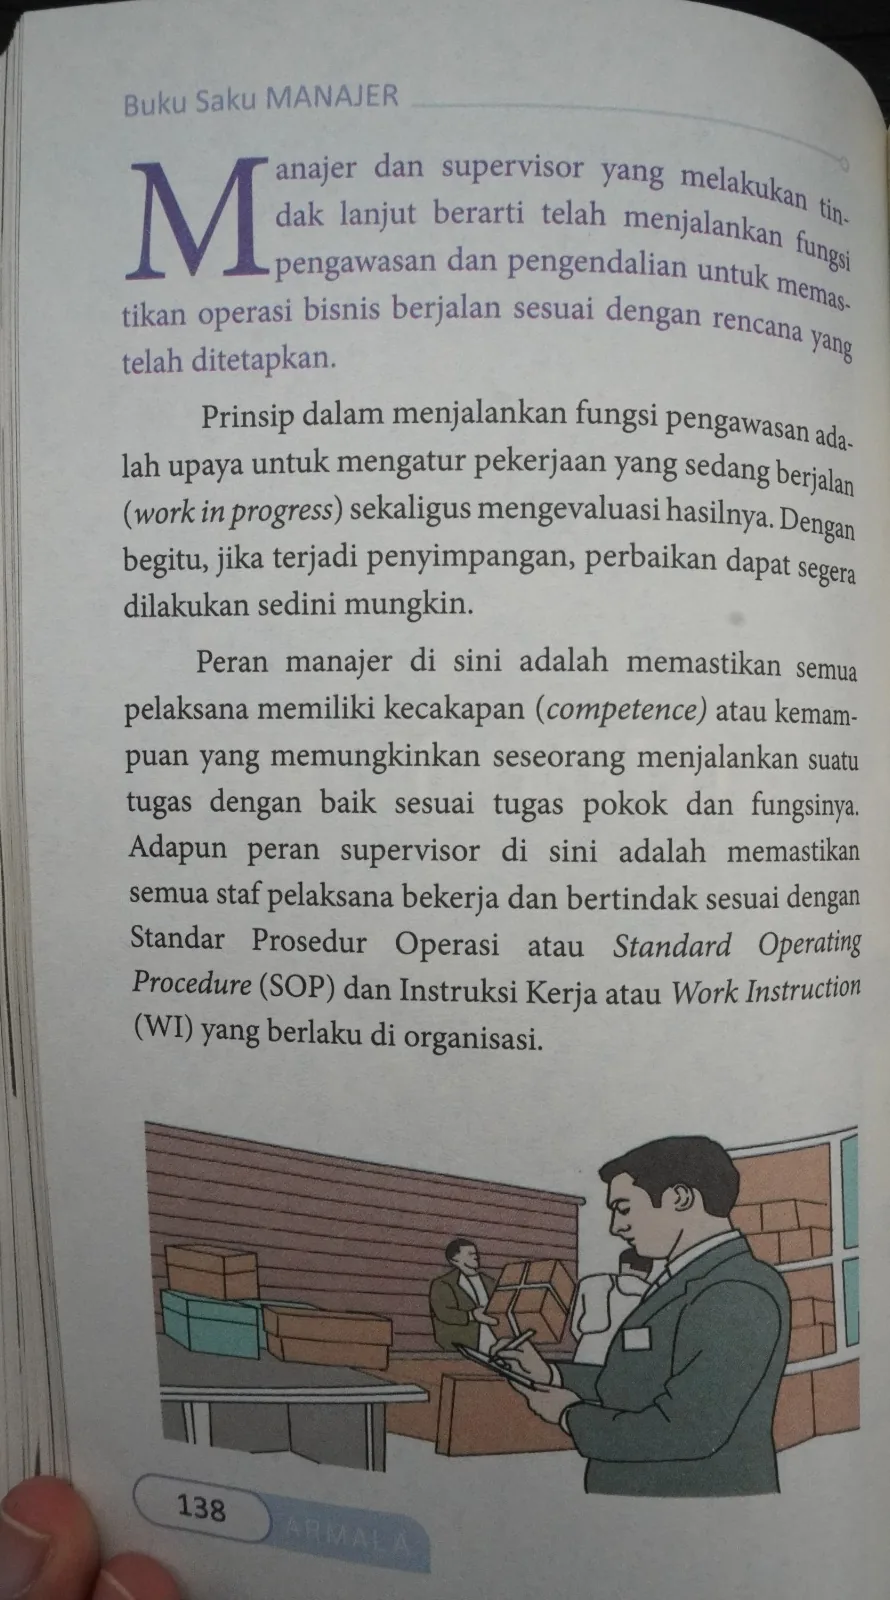 Buku Saku MANAJER
Manajer dan supervisor yang melakukan tin-
dak lanjut berarti telah menjalankan fungsi
pengawasan dan pengendalian untuk memas-
tikan operasi bisnis berjalan sesuai dengan rencana yang
telah ditetapkan.
Prinsip dalam menjalankan fungsi pengawasan ada-
lah upaya untuk mengatur pekerjaan yang sedang berjalan
(work in progress) sekaligus mengevaluasi hasilnya. Dengan
begitu, jika terjadi penyimpangan, perbaikan dapat segera
dilakukan sedini mungkin.
Peran manajer di sini adalah memastikan semua
pelaksana memiliki kecakapan (competence) atau kemam-
puan yang memungkinkan seseorang menjalankan suatu
tugas dengan baik sesuai tugas pokok dan fungsinya.
Adapun peran supervisor di sini adalah memastikan
semua staf pelaksana bekerja dan bertindak sesuai dengan
Standar Prosedur Operasi atau Standard Operating
Procedure (SOP) dan Instruksi Kerja atau Work Instruction
(WI) yang berlaku di organisasi.
138
ARMALA